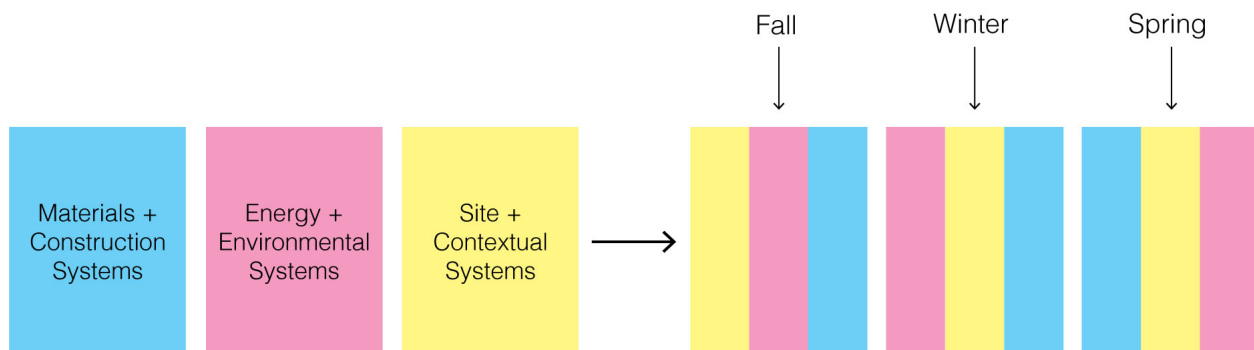 Fall
Winter
Spring
Materials +
Construction
Systems
Energy +
Environmental
Systems
Site +
Contextual
Systems